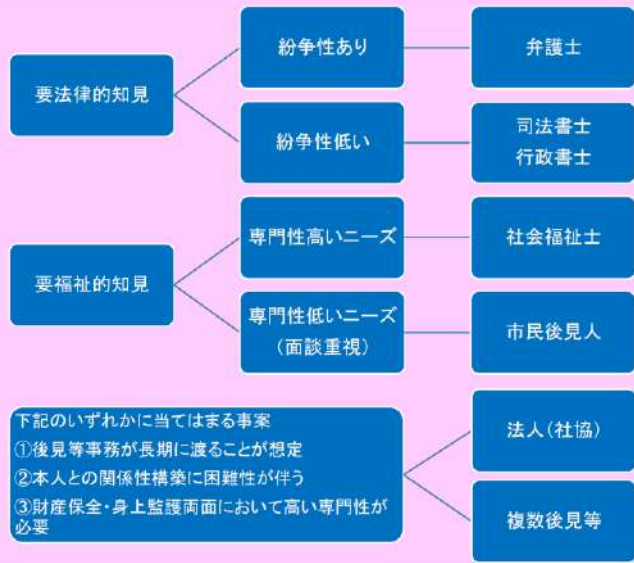 要法律的知見
紛争性あり
弁護士
紛争性低い
司法書士
行政書士
要福祉的知見
専門性高いニーズ
社会福祉士
専門性低いニーズ
(面談重視)
市民後見人
下記のいずれかに当てはまる事案
①後見等事務が長期に渡ることが想定
②本人との関係性構築に困難性が伴う
③財産保全・身上監護両面において高い専門性が
必要
法人(社協)
複数後見等